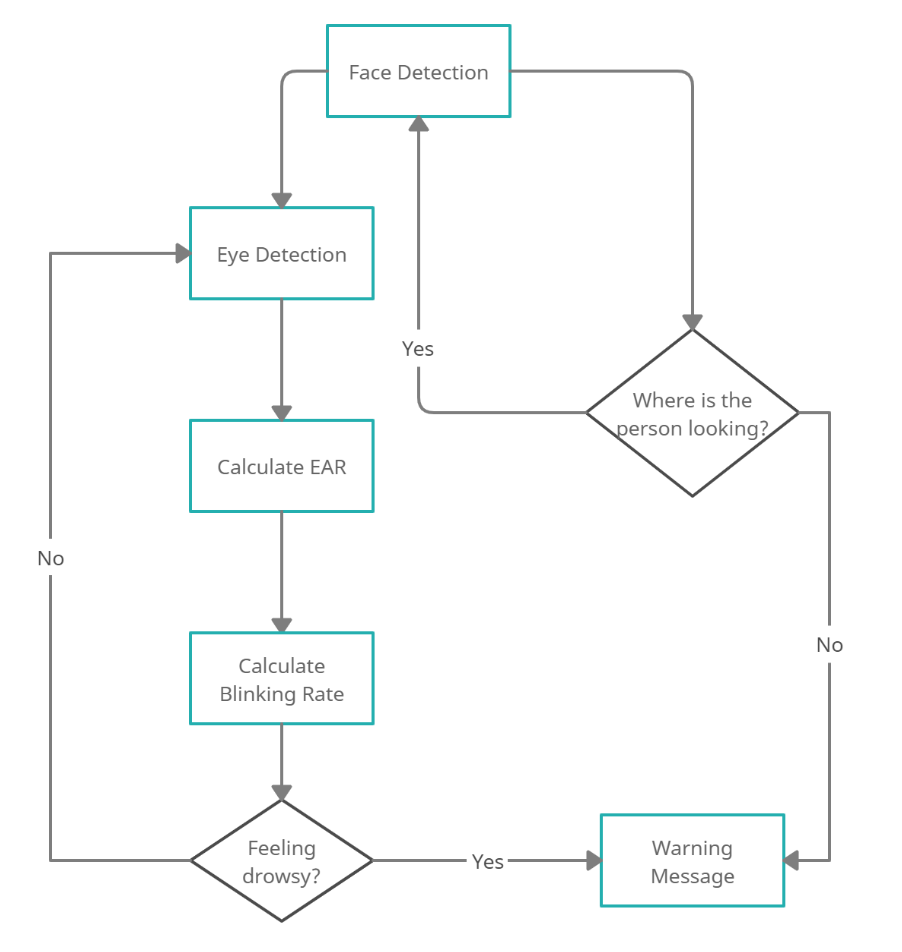 Face Detection
Eye Detection
Yes
Where is the
person looking?
Calculate EAR
No
No
Calculate
Blinking Rate
Feeling
drowsy?
Yes
Warning
Message